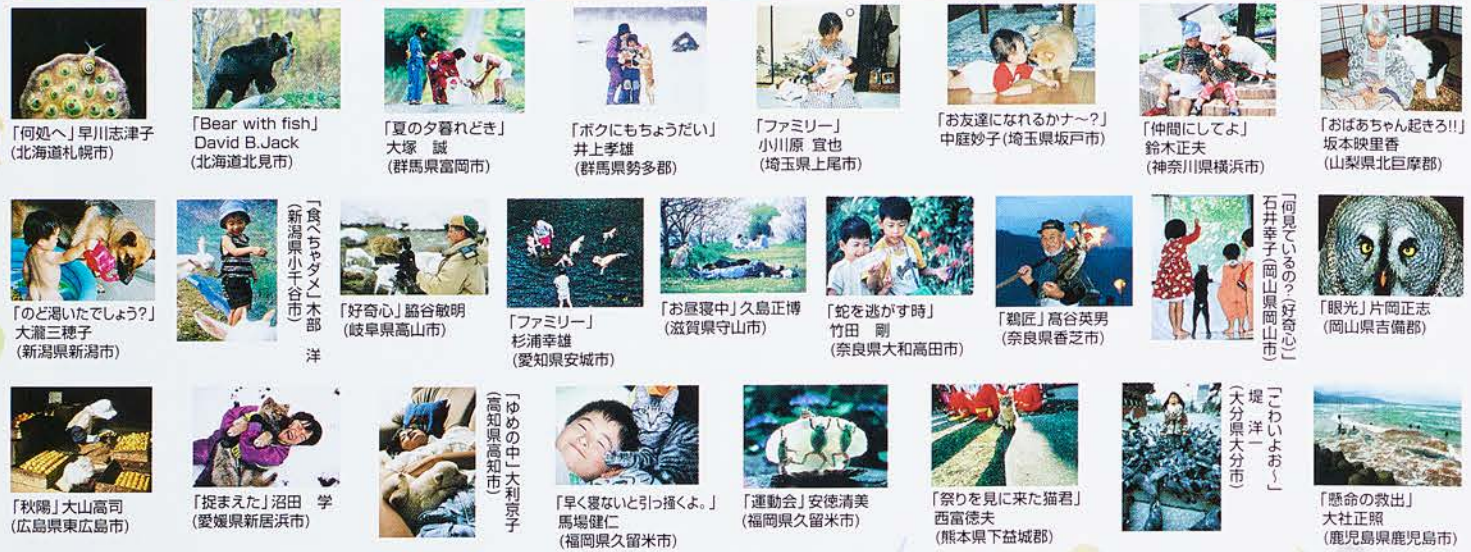 「何処へ」早川志津子
(北海道札幌市)
「Bear with fish」
David B.Jack
(北海道北見市)
「夏の夕暮れどき」
大塚　誠
(群馬県富岡市)
「ボクにもちょうだい」
井上孝雄
(群馬県勢多郡)
「ファミリー」
小川原 宜也
(埼玉県上尾市)
「お友達になれるかナ～?」
中庭妙子(埼玉県坂戸市)
「仲間にしてよ」
鈴木正夫
(神奈川県横浜市)
「おばあちゃん起きろ!!」
坂本映里香
(山梨県北巨摩郡)
「のど渇いたでしょう?」
大瀧三穂子
(新潟県新潟市)
「食べちゃダメ」木部　洋
(新潟県小千谷市)
「好奇心」脇谷敏明
(岐阜県高山市)
「ファミリー」
杉浦幸雄
(愛知県安城市)
「お昼寝中」久島正博
(滋賀県守山市)
「蛇を逃がす時」
竹田　剛
(奈良県大和高田市)
「鵜匠」髙谷英男
(奈良県香芝市)
「何見ているの?(好奇心)」
石井幸子(岡山県岡山市)
「眼光」片岡正志
(岡山県吉備郡)
「秋陽」大山高司
(広島県東広島市)
「捉まえた」沼田　学
(愛媛県新居浜市)
「ゆめの中」大利京子
(高知県高知市)
「早く寝ないと引っ掻くよ。」
馬場健仁
(福岡県久留米市)
「運動会」安徳清美
(福岡県久留米市)
「祭りを見に来た猫君」
西富徳夫
(熊本県下益城郡)
「こわいよお～」
堤　洋一
(大分県大分市)
「懸命の救出」
大社正照
(鹿児島県鹿児島市)